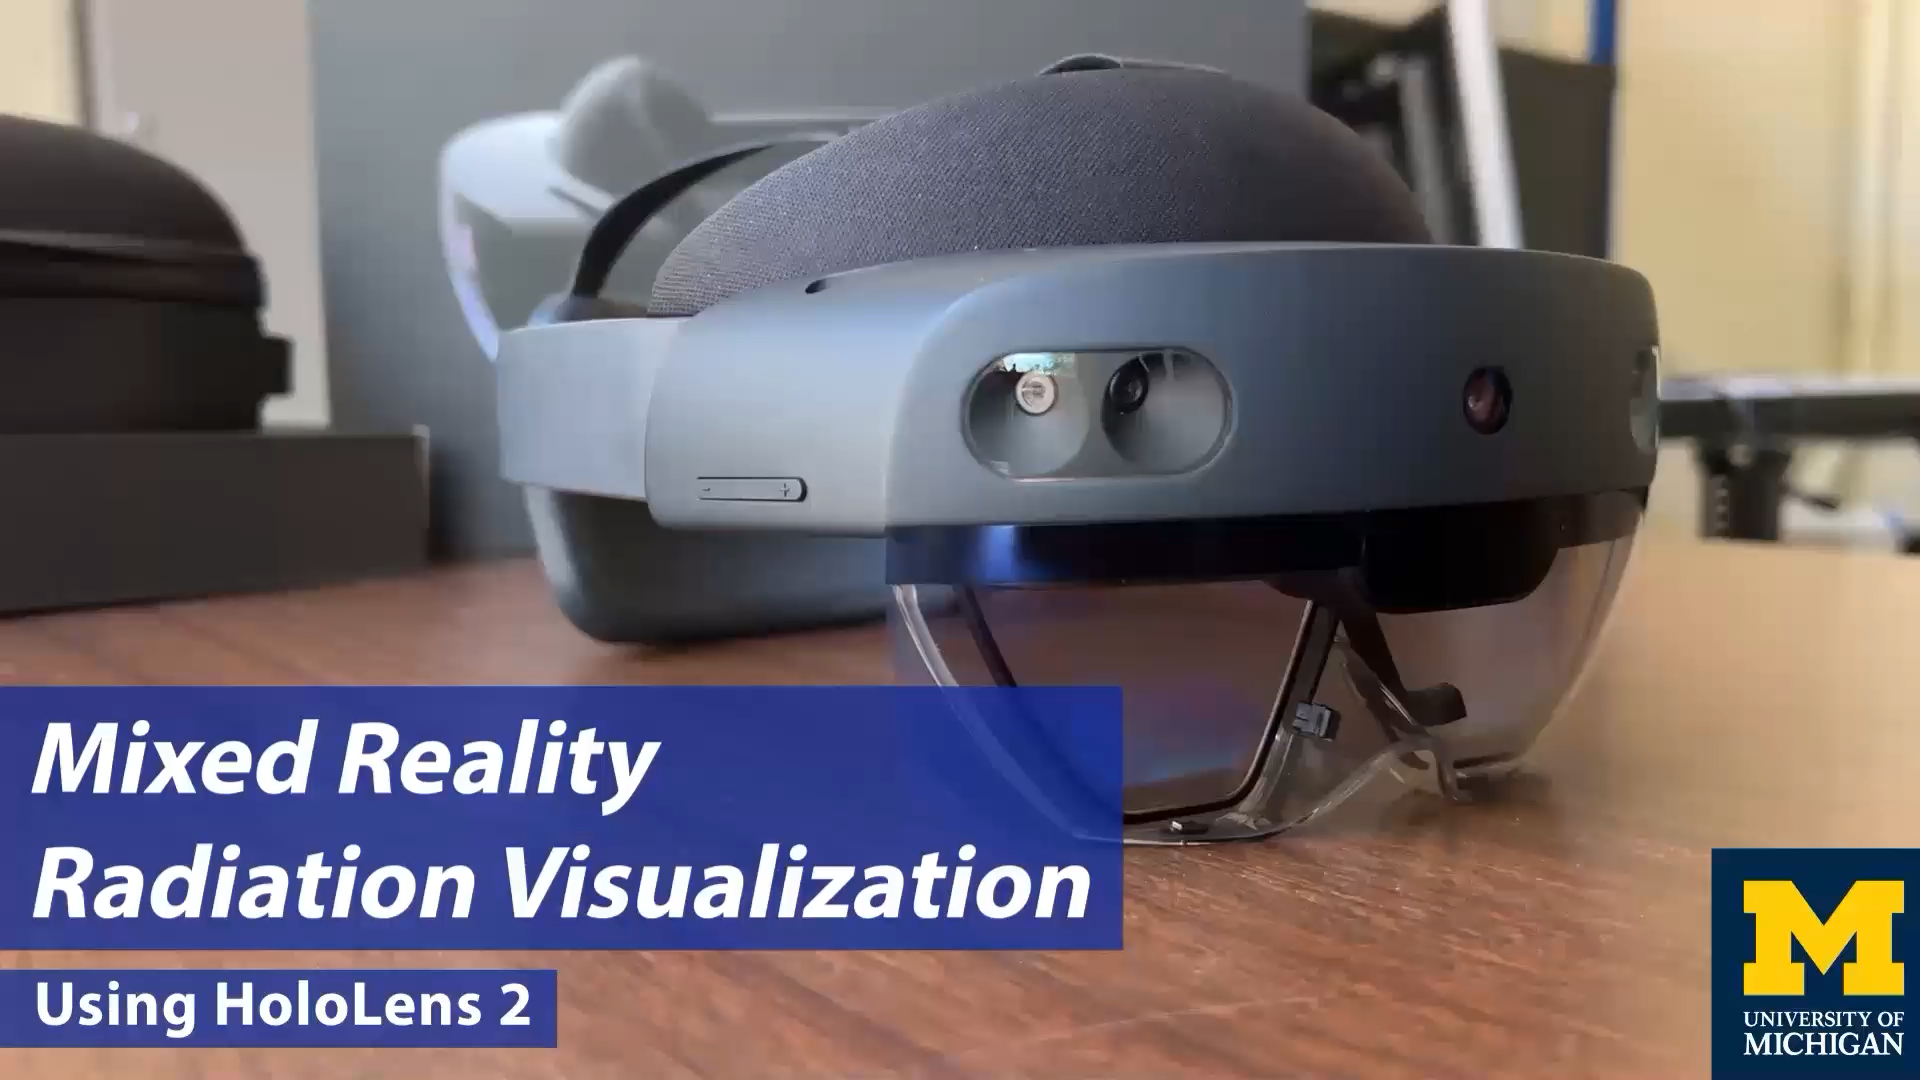 Mixed Reality
Radiation Visualization
Using HoloLens 2
M
UNIVERSITY OF
MICHIGAN